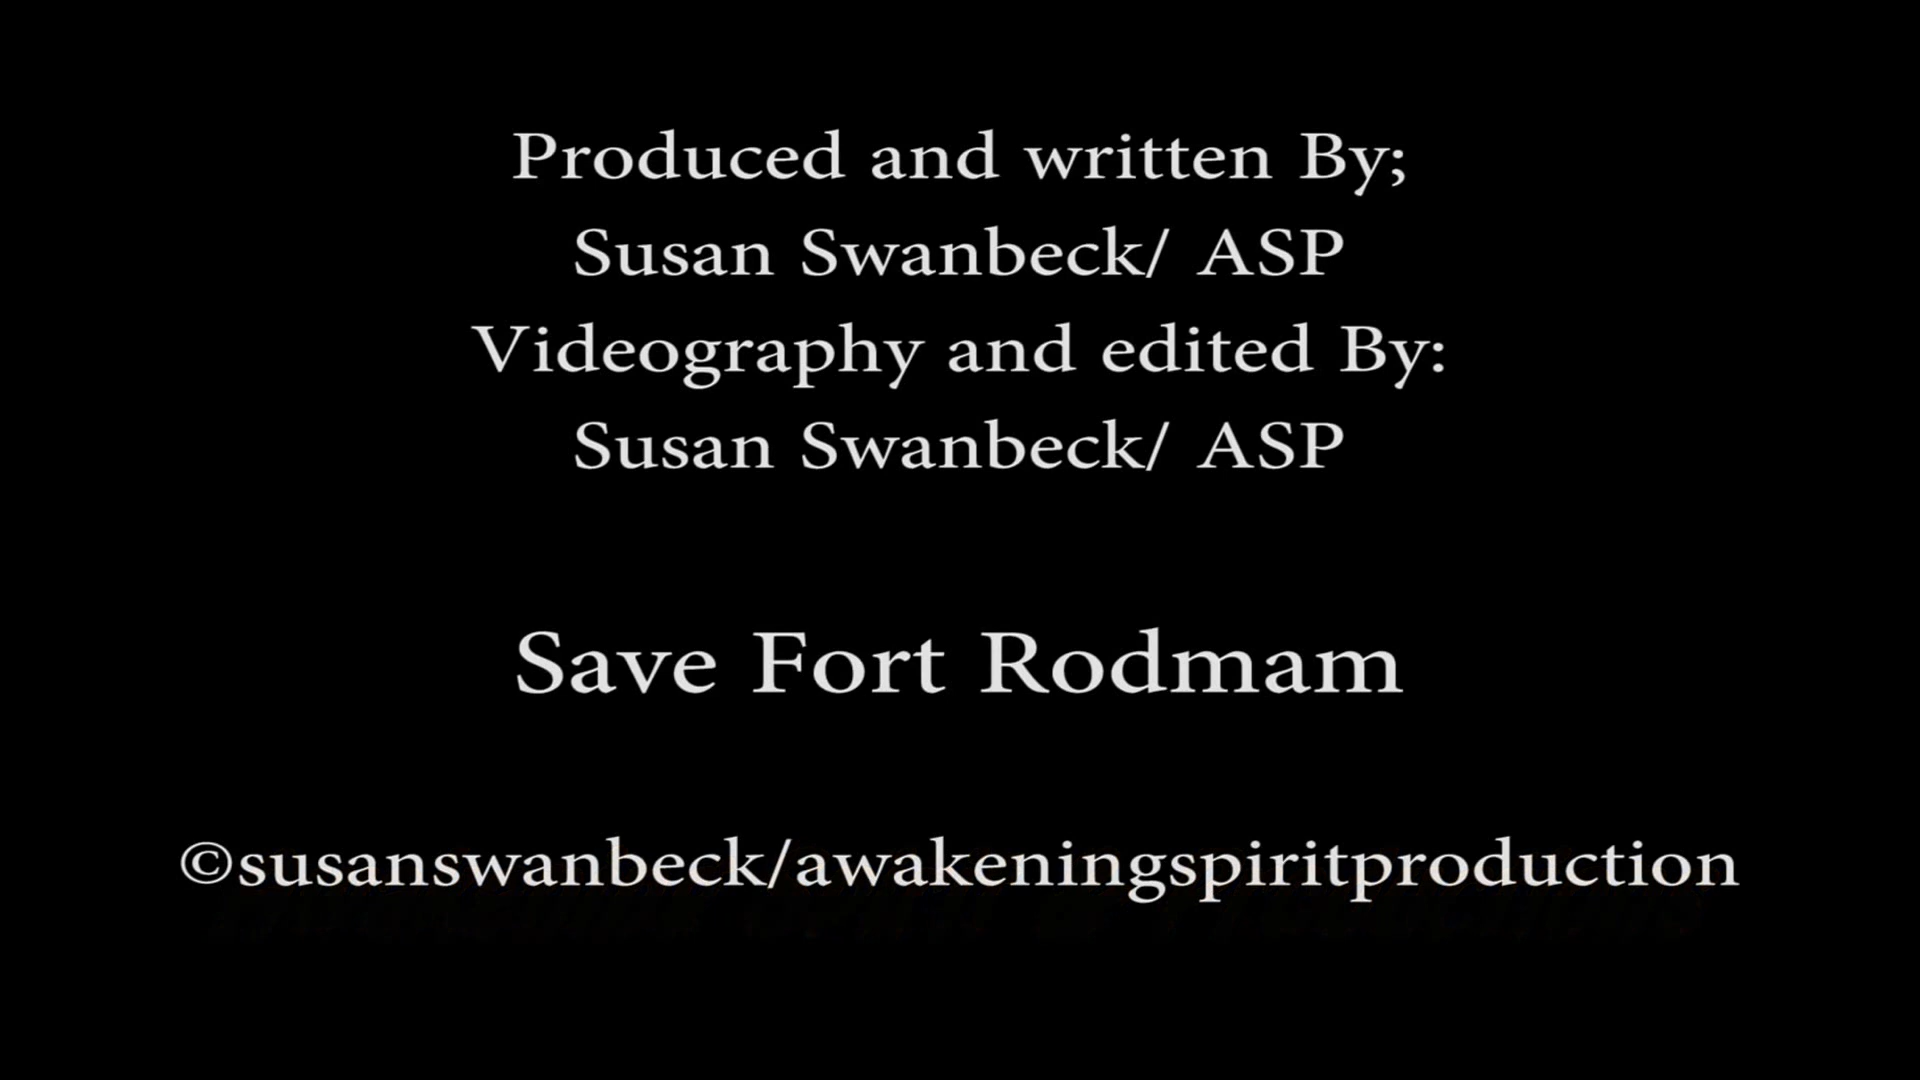 Produced and written By;
Susan Swanbeck/ ASP
Videography and edited By:
Susan Swanbeck/ ASP
Save Fort Rodmam
©susanswanbeck/awakeningspiritproduction